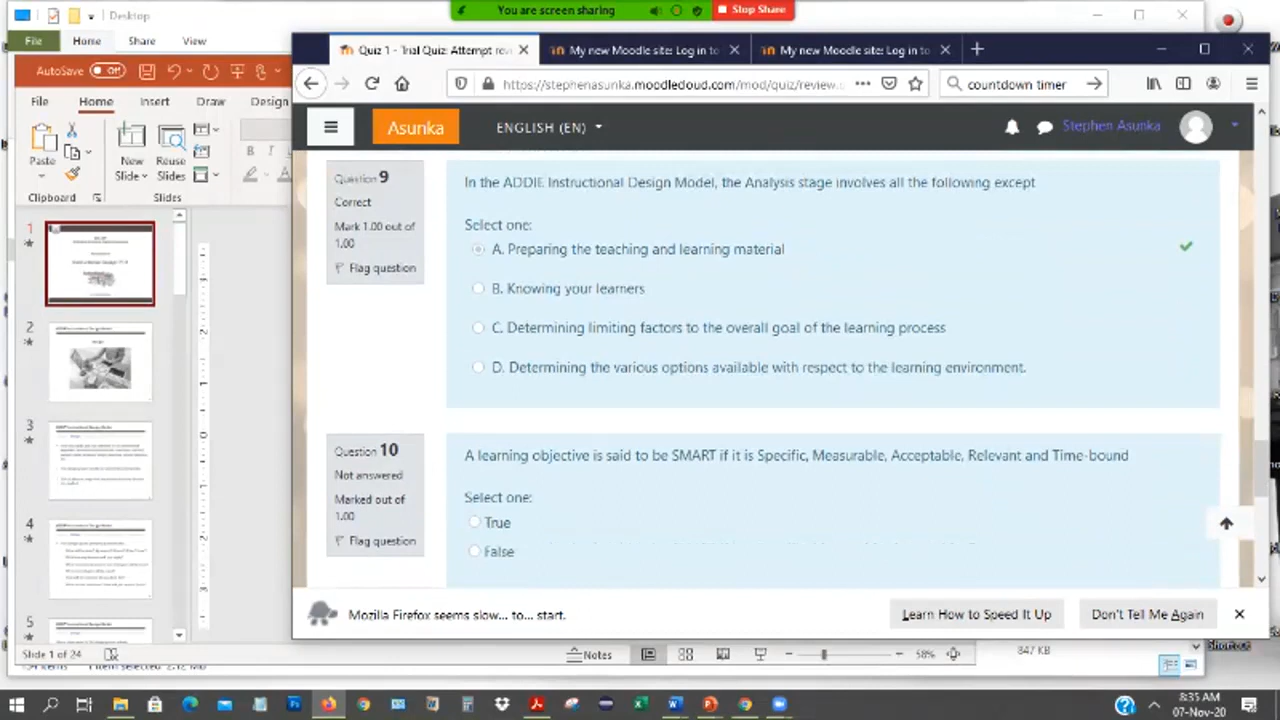 You are screen sharing
Stop Share
Desktop
File
Home
Share
View
AutoSave Off
File
Home
Insert
Draw
Design
Paste
New Slide
Reuse Slides
B I
Clipboard
Slides
1
2
3
4
5
Slide 1 of 24
Notes
58%
847 KB
Quiz 1 - Trial Quiz: Attempt rev
My new Moodle site: Log in to
My new Moodle site: Log in to
https://stephenasunka.moodlecloud.com/mod/quiz/review.
countdown timer
Asunka
ENGLISH (EN)
Stephen Asunka
Question 9
Correct
Mark 1.00 out of
1.00
Flag question
In the ADDIE Instructional Design Model, the Analysis stage involves all the following except
Select one:
A. Preparing the teaching and learning material
B. Knowing your learners
C. Determining limiting factors to the overall goal of the learning process
D. Determining the various options available with respect to the learning environment.
Question 10
Not answered
Marked out of
1.00
Flag question
A learning objective is said to be SMART if it is Specific, Measurable, Acceptable, Relevant and Time-bound
Select one:
True
False
Mozilla Firefox seems slow... to... start.
Learn How to Speed It Up
Don't Tell Me Again
Shortcuts
8:35 AM
07-Nov-20